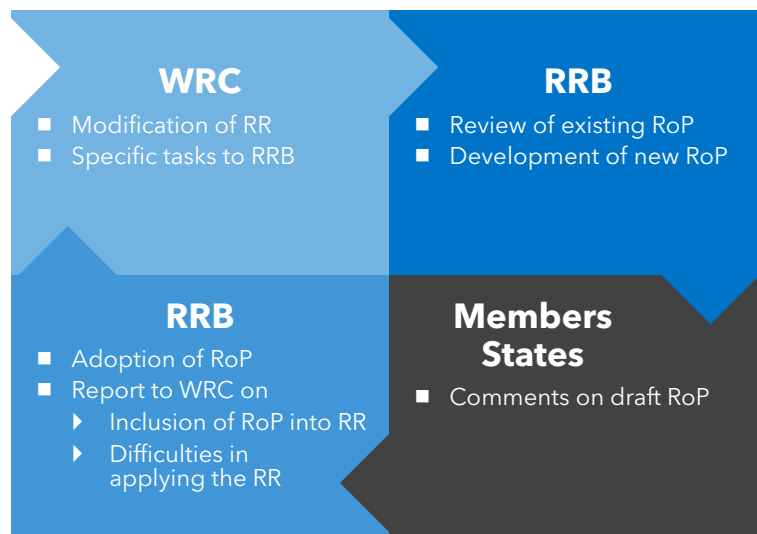 WRC
Modification of RR
Specific tasks to RRB
RRB
Review of existing RoP
Development of new RoP
RRB
Adoption of RoP
Report to WRC on
Inclusion of RoP into RR
Difficulties in
applying the RR
Members
States
Comments on draft RoP